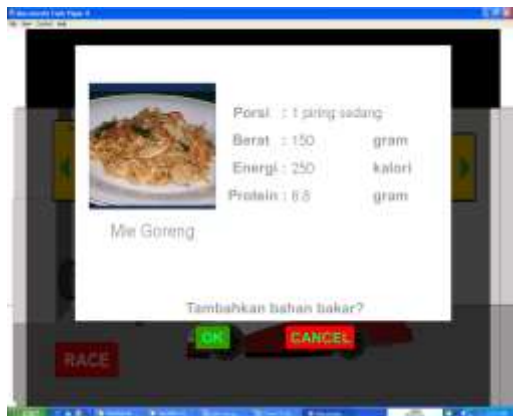 Porsi : 1 piring sedang
Berat : 150 gram
Energi : 250 kalori
Protein : 8.8 gram
Mie Goreng
Tambahkan bahan bakar?
OK CANCEL
RACE